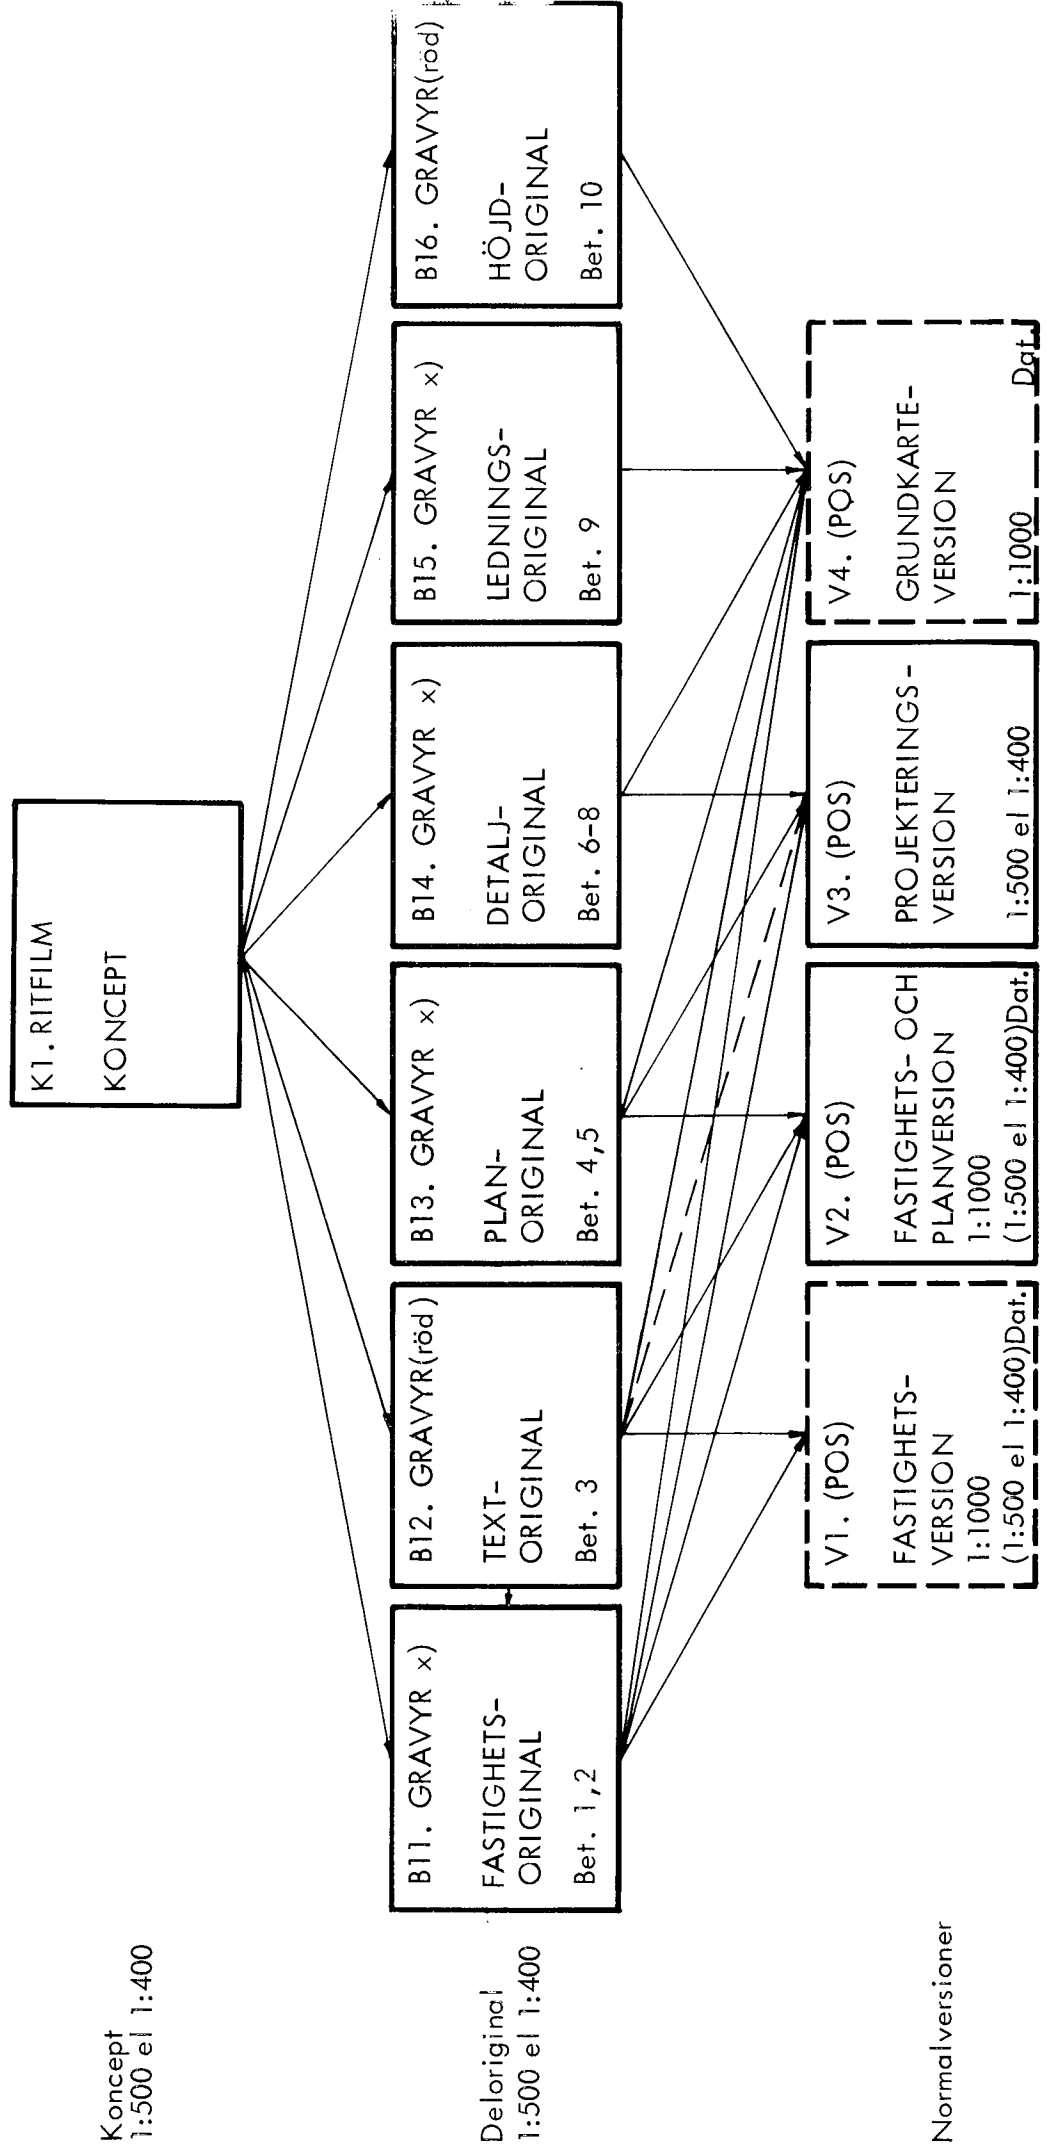 Koncept
1:500 el 1:400
K1. RITFILM
KONCEPT
Deloriginal
1:500 el 1:400
B11. GRAVYR x)
FASTIGHETS-
ORIGINAL
Bet. 1,2
B12. GRAVYR(röd)
TEXT-
ORIGINAL
Bet. 3
B13. GRAVYR x)
PLAN-
ORIGINAL
Bet. 4,5
B14. GRAVYR x)
DETALJ-
ORIGINAL
Bet. 6-8
B15. GRAVYR x)
LEDNINGS-
ORIGINAL
Bet. 9
B16. GRAVYR(röd)
HÖJD-
ORIGINAL
Bet. 10
Normalversioner
V1. (POS)
FASTIGHETS-
VERSION
1:1000
(1:500 el 1:400)Dat.
V2. (POS)
FASTIGHETS- OCH
PLANVERSION
1:1000
(1:500 el 1:400)Dat.
V3. (POS)
PROJEKTERINGS-
VERSION
1:500 el 1:400
V4. (POS)
GRUNDKARTE-
VERSION
1:1000 Dat.